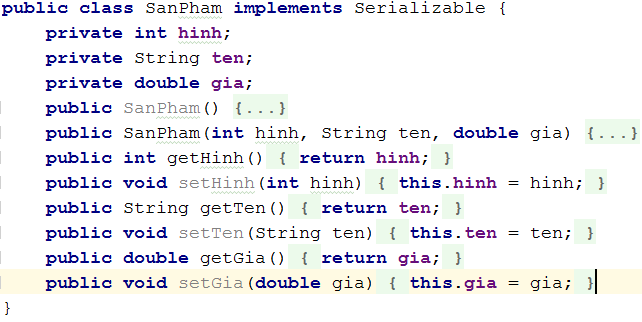 public class SanPham implements Serializable {
    private int hinh;
    private String ten;
    private double gia;
    public SanPham() {...}
    public SanPham(int hinh, String ten, double gia) {...}
    public int getHinh() { return hinh; }
    public void setHinh(int hinh) { this.hinh = hinh; }
    public String getTen() { return ten; }
    public void setTen(String ten) { this.ten = ten; }
    public double getGia() { return gia; }
    public void setGia(double gia) { this.gia = gia; }
}